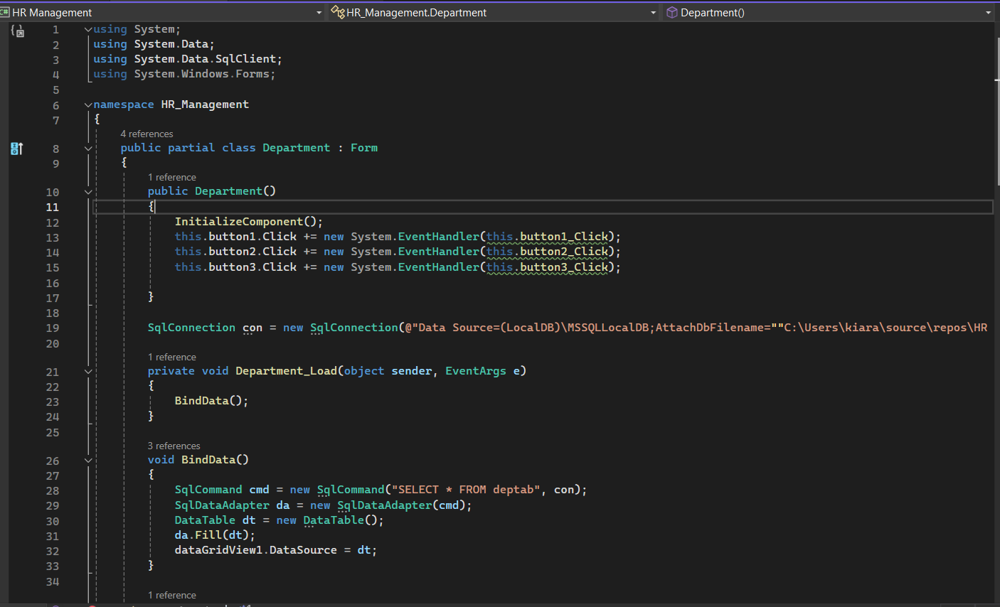 HR Management
HR_Management.Department
Department()
1 using System;
2 using System.Data;
3 using System.Data.SqlClient;
4 using System.Windows.Forms;
5
6 namespace HR_Management
7 {
4 references
8 public partial class Department : Form
9 {
1 reference
10 public Department()
11 {
12 InitializeComponent();
13 this.button1.Click += new System.EventHandler(this.button1_Click);
14 this.button2.Click += new System.EventHandler(this.button2_Click);
15 this.button3.Click += new System.EventHandler(this.button3_Click);
16
17 }
18
19 SqlConnection con = new SqlConnection(@"Data Source=(LocalDB)\MSSQLLocalDB;AttachDbFilename=""C:\Users\kiara\source\repos\HR
20
1 reference
21 private void Department_Load(object sender, EventArgs e)
22 {
23 BindData();
24 }
25
3 references
26 void BindData()
27 {
28 SqlCommand cmd = new SqlCommand("SELECT * FROM deptab", con);
29 SqlDataAdapter da = new SqlDataAdapter(cmd);
30 DataTable dt = new DataTable();
31 da.Fill(dt);
32 dataGridView1.DataSource = dt;
33 }
34
1 reference